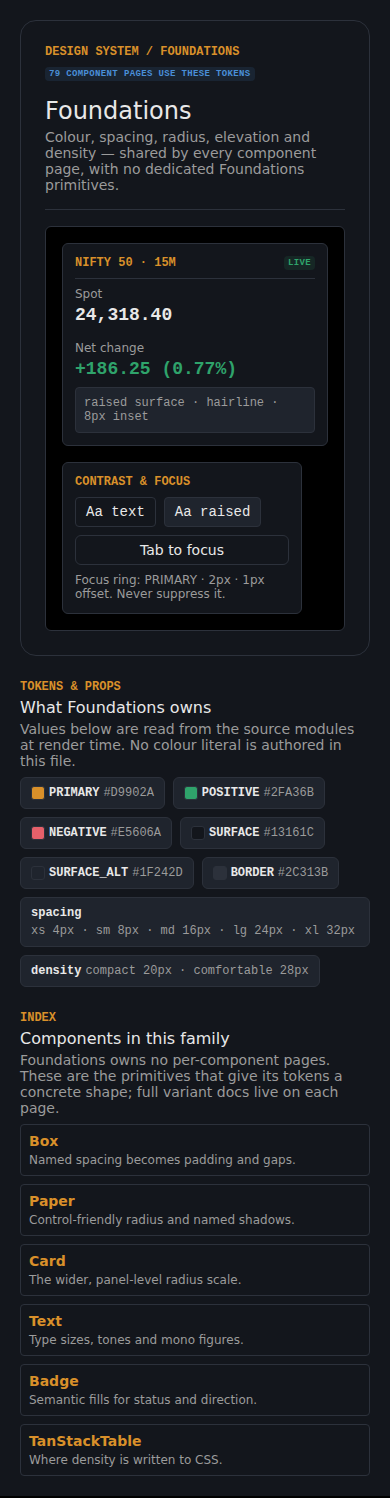 DESIGN SYSTEM / FOUNDATIONS
79 COMPONENT PAGES USE THESE TOKENS
Foundations
Colour, spacing, radius, elevation and
density — shared by every component
page, with no dedicated Foundations
primitives.
NIFTY 50 · 15M LIVE
Spot
24,318.40
Net change
+186.25 (0.77%)
raised surface · hairline ·
8px inset
CONTRAST & FOCUS
Aa text Aa raised
Tab to focus
Focus ring: PRIMARY · 2px · 1px
offset. Never suppress it.
TOKENS & PROPS
What Foundations owns
Values below are read from the source modules
at render time. No colour literal is authored in
this file.
PRIMARY #D9902A POSITIVE #2FA36B
NEGATIVE #E5606A SURFACE #13161C
SURFACE_ALT #1F242D BORDER #2C313B
spacing
xs 4px · sm 8px · md 16px · lg 24px · xl 32px
density compact 20px · comfortable 28px
INDEX
Components in this family
Foundations owns no per-component pages.
These are the primitives that give its tokens a
concrete shape; full variant docs live on each
page.
Box
Named spacing becomes padding and gaps.
Paper
Control-friendly radius and named shadows.
Card
The wider, panel-level radius scale.
Text
Type sizes, tones and mono figures.
Badge
Semantic fills for status and direction.
TanStackTable
Where density is written to CSS.